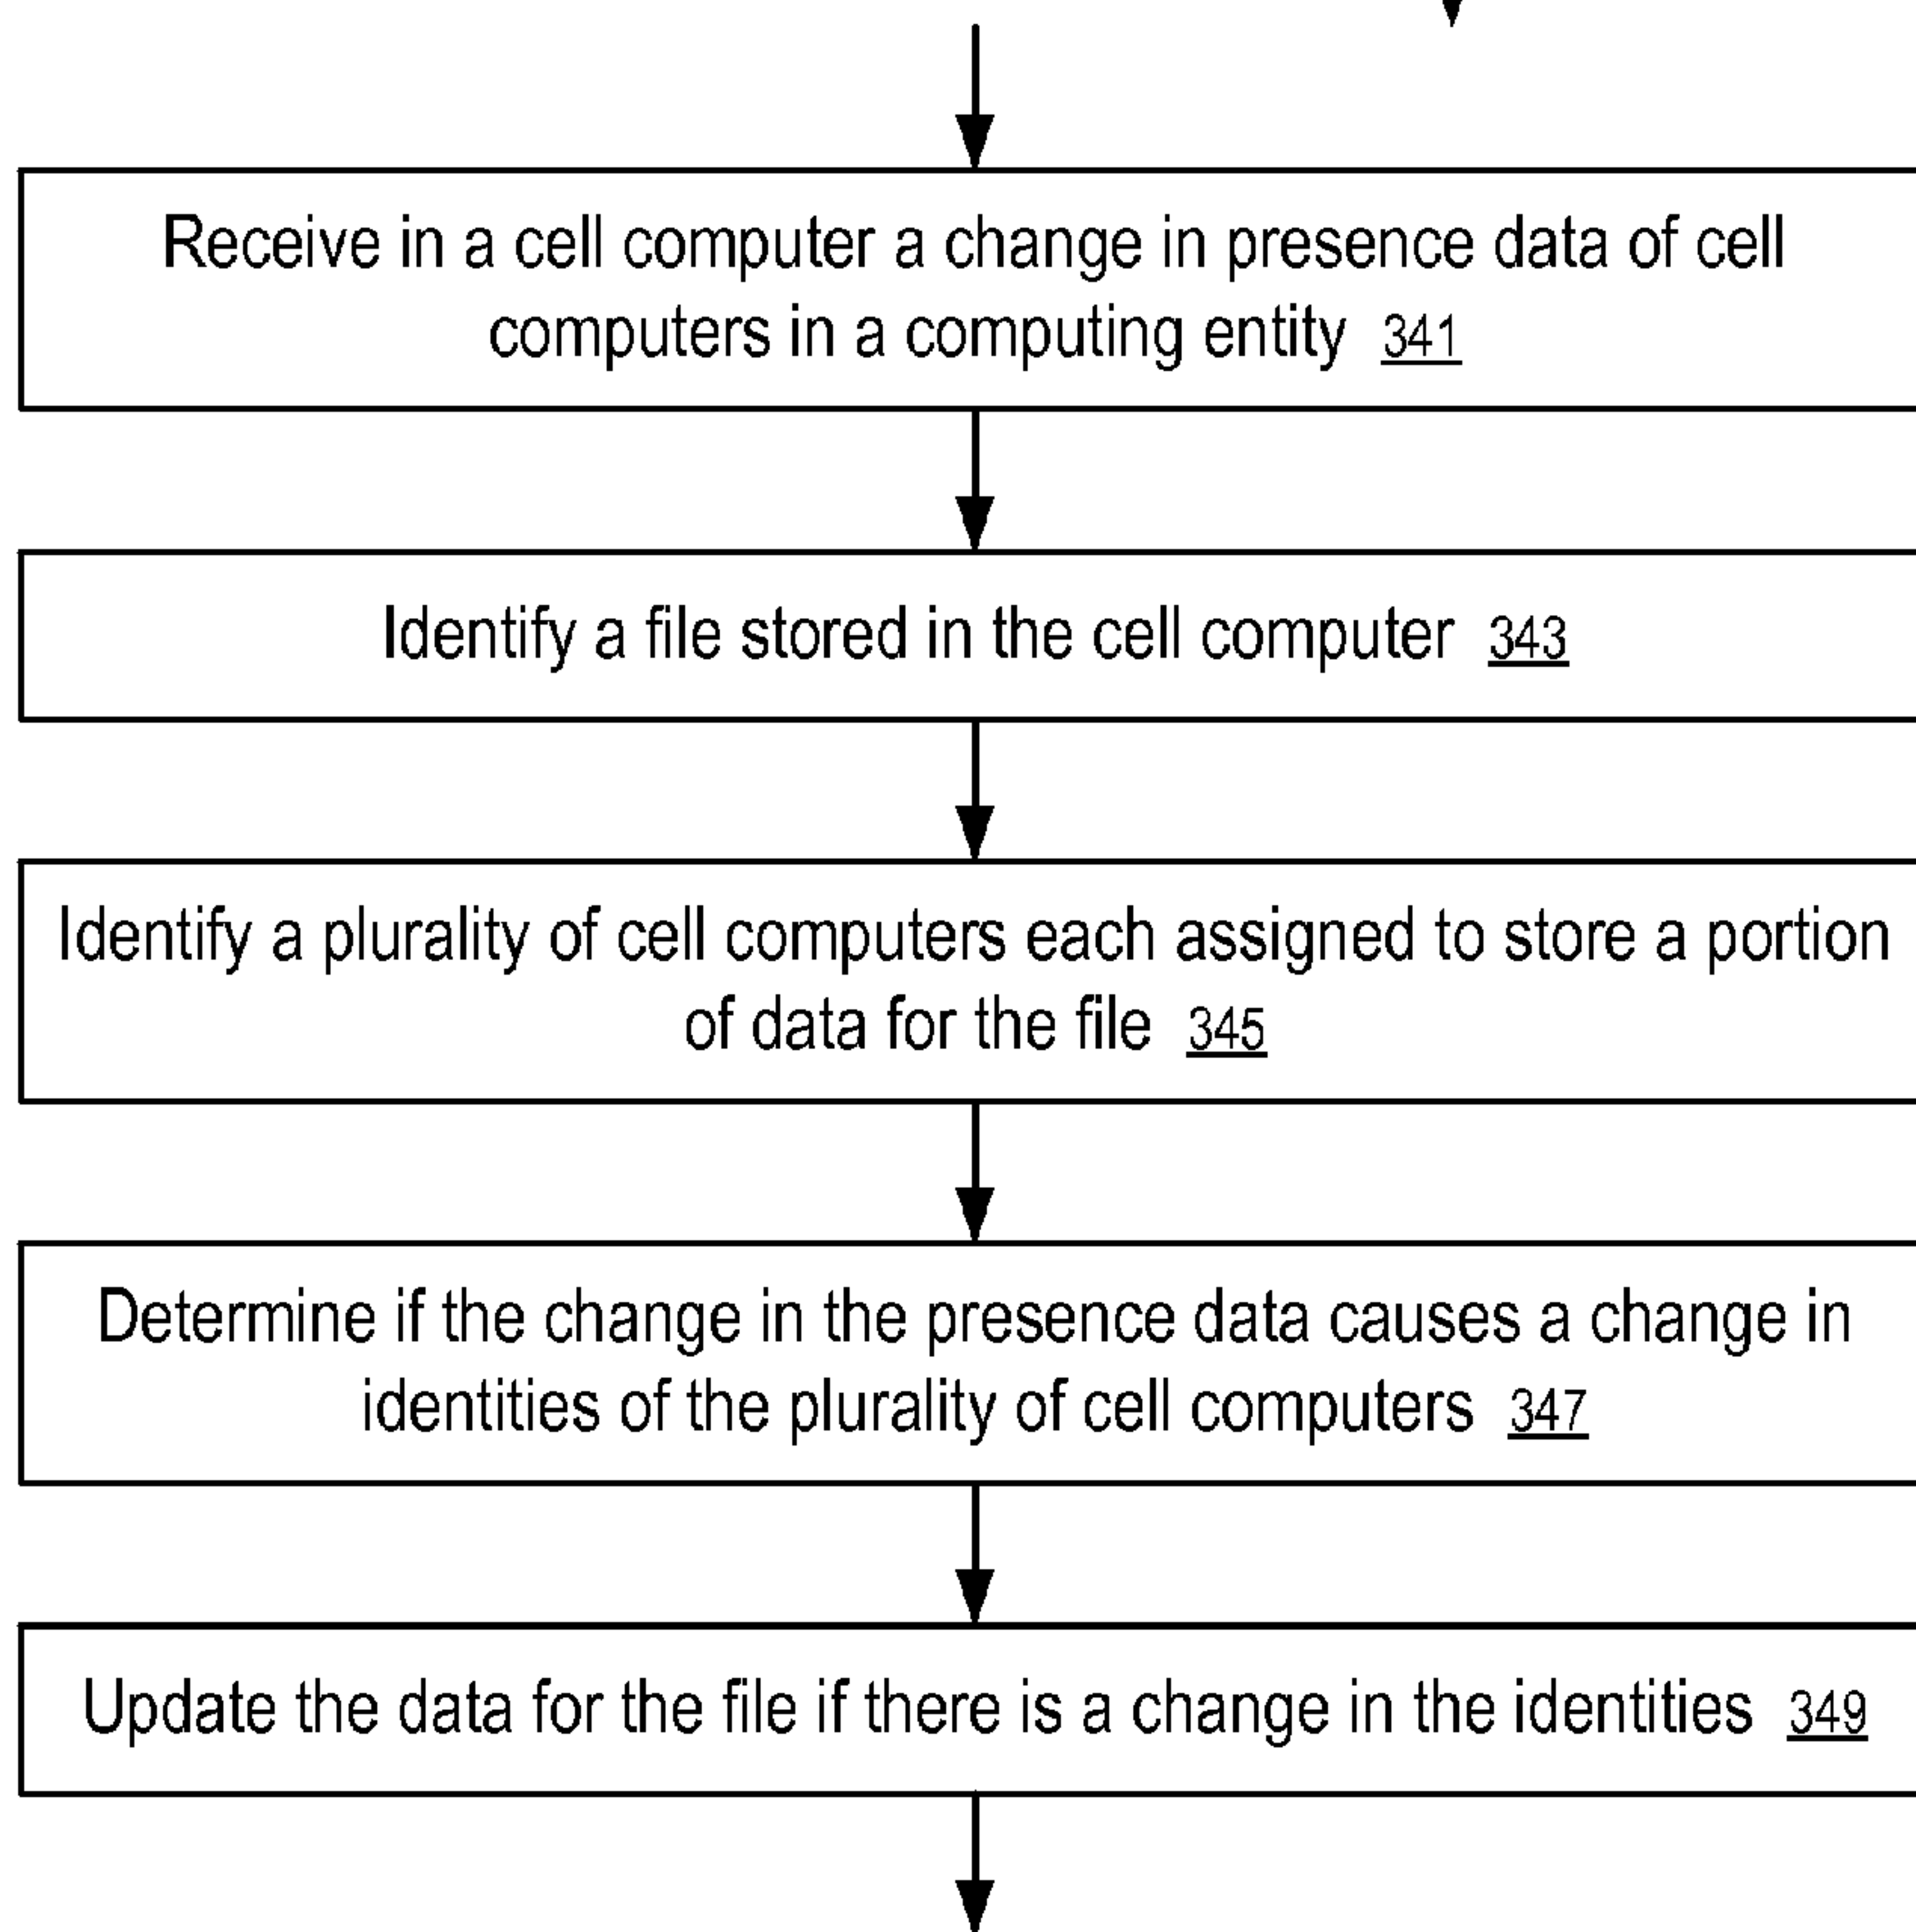 Receive in a cell computer a change in presence data of cell
computers in a computing entity 341
Identify a file stored in the cell computer 343
Identify a plurality of cell computers each assigned to store a portion
of data for the file 345
Determine if the change in the presence data causes a change in
identities of the plurality of cell computers 347
Update the data for the file if there is a change in the identities 349